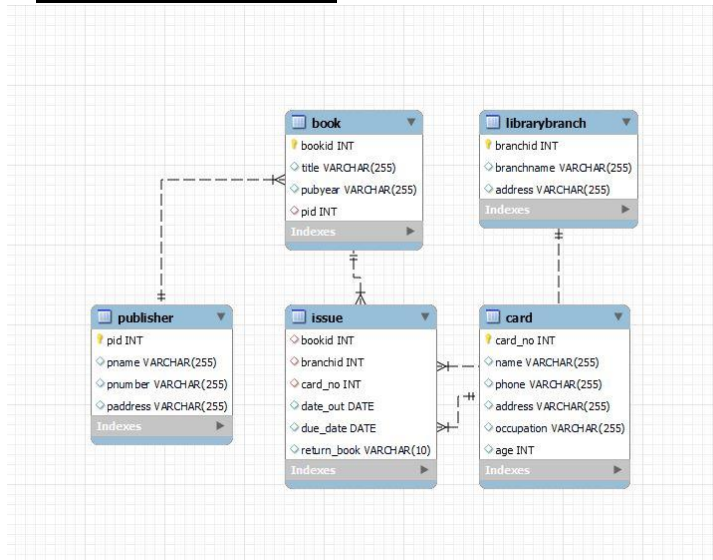 book
bookid INT
title VARCHAR(255)
pubyear VARCHAR(255)
pid INT
Indexes
librarybranch
branchid INT
branchname VARCHAR(255)
address VARCHAR(255)
Indexes
publisher
pid INT
pname VARCHAR(255)
pnumber VARCHAR(255)
paddress VARCHAR(255)
Indexes
issue
bookid INT
branchid INT
card_no INT
date_out DATE
due_date DATE
return_book VARCHAR(10)
Indexes
card
card_no INT
name VARCHAR(255)
phone VARCHAR(255)
address VARCHAR(255)
occupation VARCHAR(255)
age INT
Indexes